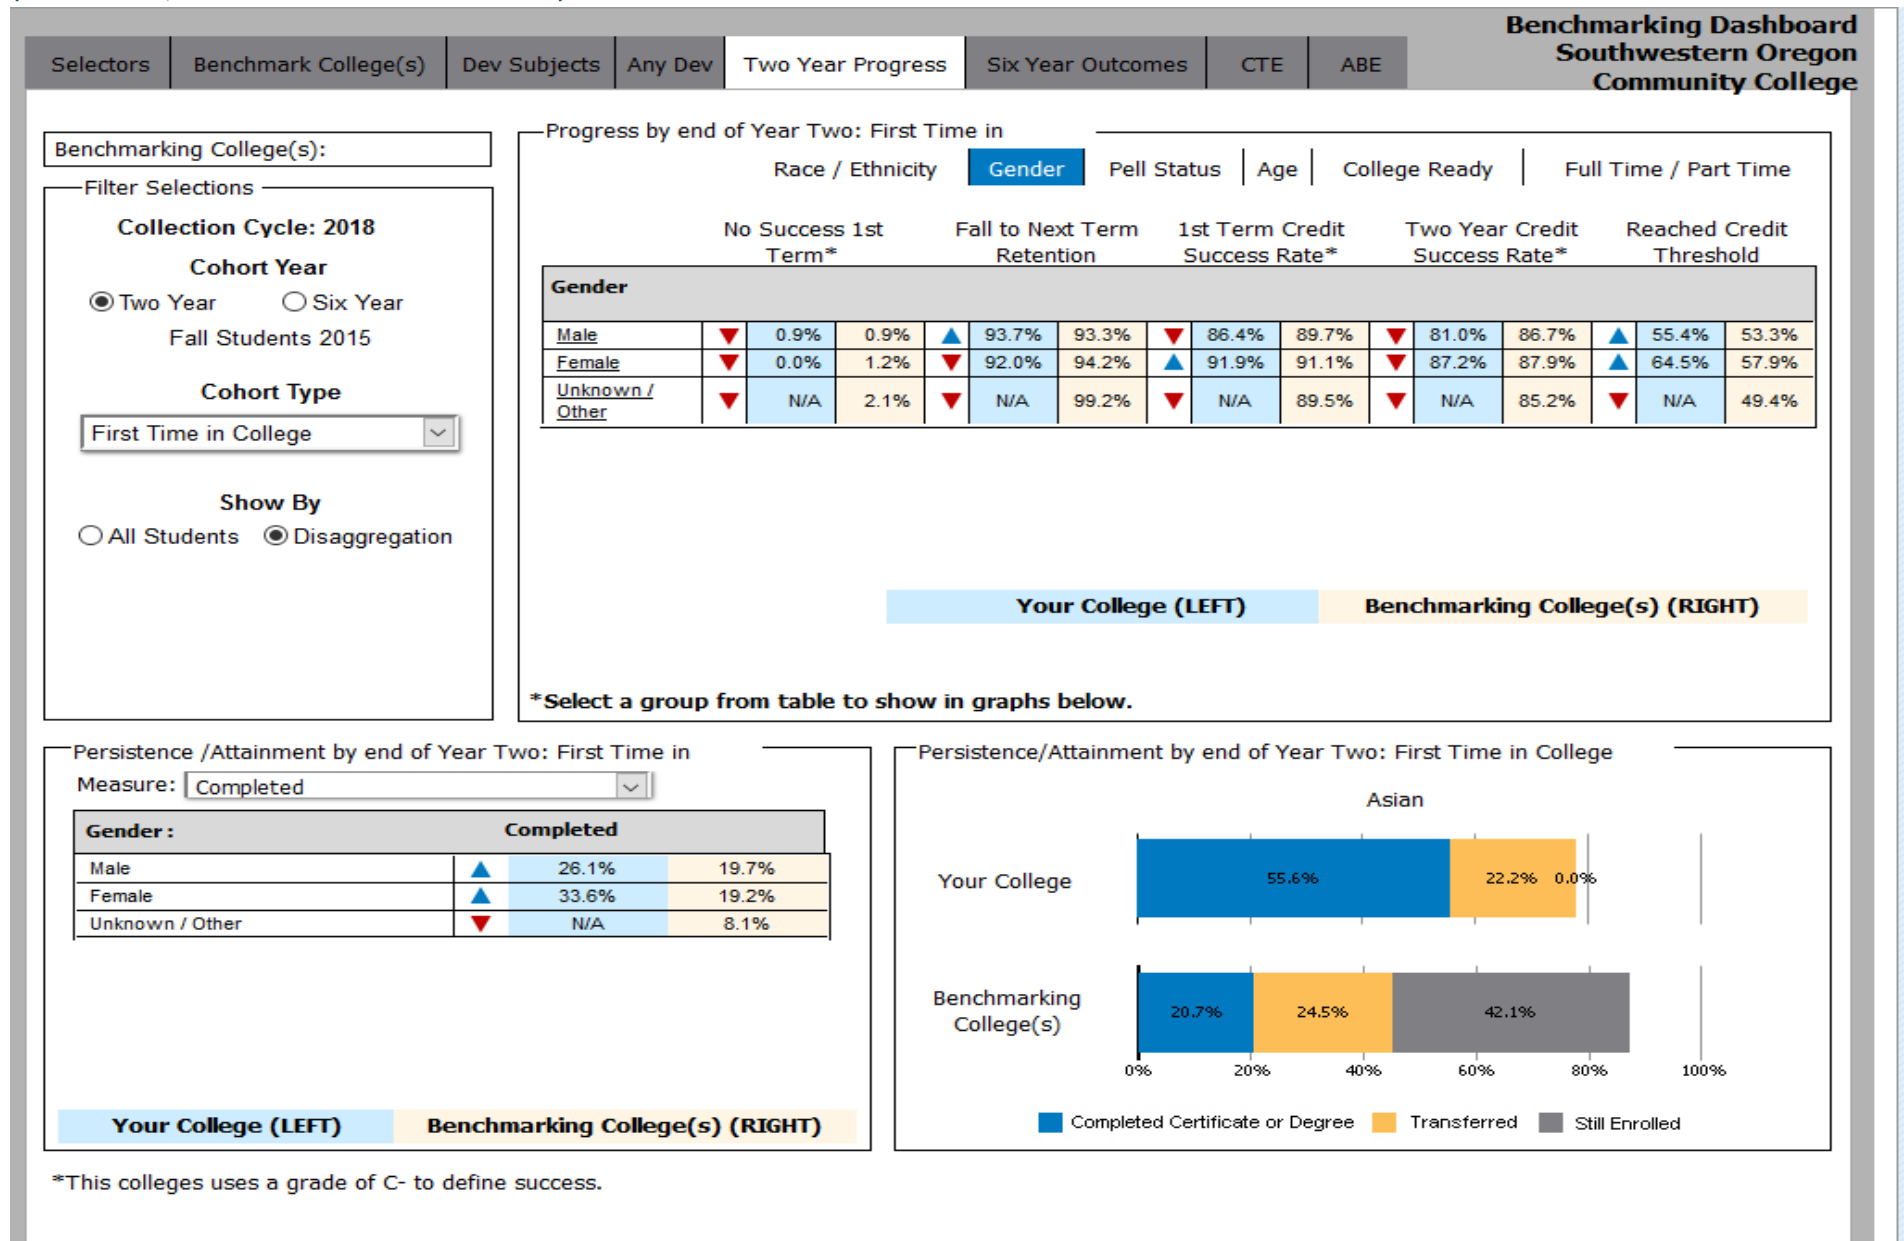 Benchmarking Dashboard
Southwestern Oregon
Community College
Selectors
Benchmark College(s)
Dev Subjects
Any Dev
Two Year Progress
Six Year Outcomes
CTE
ABE
Benchmarking College(s):
Filter Selections
Collection Cycle: 2018
Cohort Year
Two Year Six Year
Fall Students 2015
Cohort Type
First Time in College
Show By
All Students Disaggregation
Progress by end of Year Two: First Time in
Race / Ethnicity Gender Pell Status Age College Ready Full Time / Part Time
No Success 1st Fall to Next Term 1st Term Credit Two Year Credit Reached Credit
Term* Retention Success Rate* Success Rate* Threshold
Gender
Male 0.9% 0.9% 93.7% 93.3% 86.4% 89.7% 81.0% 86.7% 55.4% 53.3%
Female 0.0% 1.2% 92.0% 94.2% 91.9% 91.1% 87.2% 87.9% 64.5% 57.9%
Unknown /
Other N/A 2.1% N/A 99.2% N/A 89.5% N/A 85.2% N/A 49.4%
Your College (LEFT) Benchmarking College(s) (RIGHT)
*Select a group from table to show in graphs below.
Persistence /Attainment by end of Year Two: First Time in
Measure: Completed
Gender : Completed
Male 26.1% 19.7%
Female 33.6% 19.2%
Unknown / Other N/A 8.1%
Your College (LEFT) Benchmarking College(s) (RIGHT)
Persistence/Attainment by end of Year Two: First Time in College
Asian
Your College 55.6% 22.2% 0.0%
Benchmarking
College(s) 20.7% 24.5% 42.1%
0% 20% 40% 60% 80% 100%
Completed Certificate or Degree Transferred Still Enrolled
*This colleges uses a grade of C- to define success.